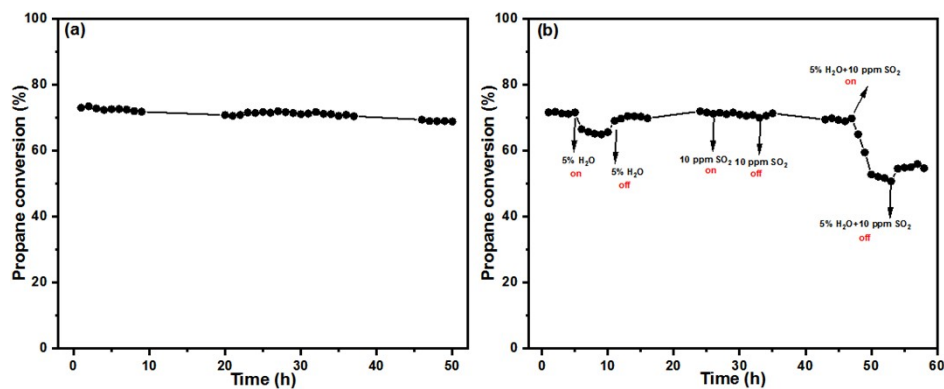 (a)
Propane conversion (%)
100
80
60
40
20
0
0 10 20 30 40 50
Time (h)
(b)
Propane conversion (%)
100
80
60
40
20
0
5% H₂O+10 ppm SO₂
on
5% H₂O
on
5% H₂O
off
10 ppm SO₂
on
10 ppm SO₂
off
5% H₂O+10 ppm SO₂
off
0 10 20 30 40 50 60
Time (h)